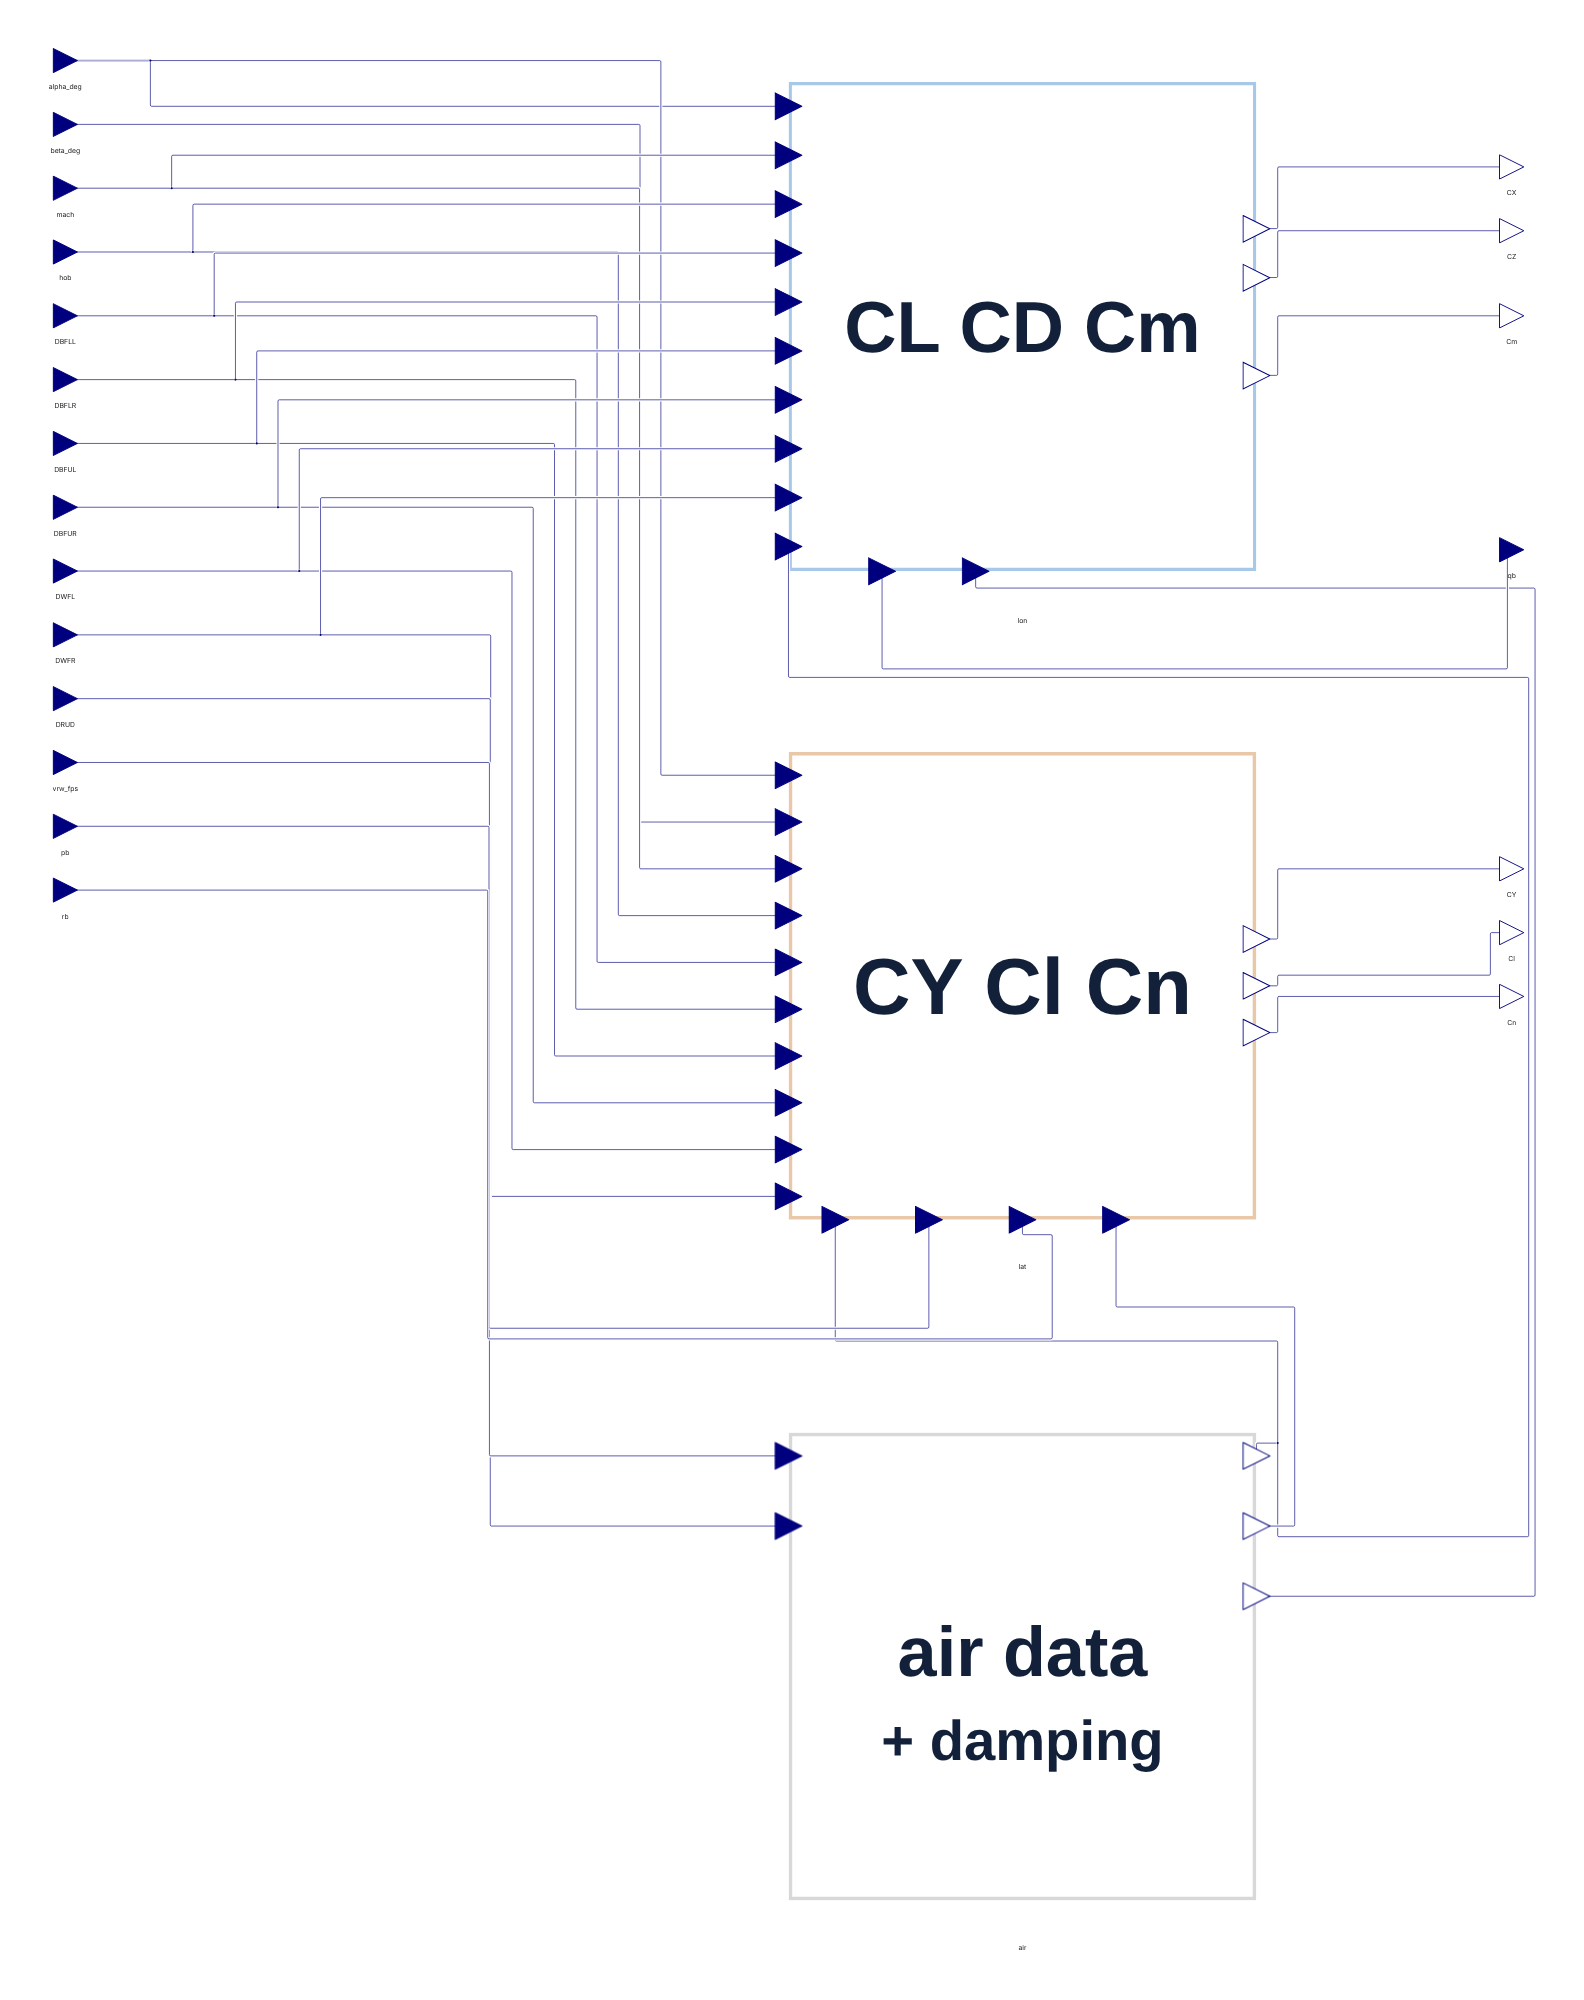 alpha_deg
beta_deg
mach
hob
DBFLL
DBFLR
DBFUL
DBFUR
DWFL
DWFR
DRUD
vrw_fps
pb
rb
CL CD Cm
lon
CX
CZ
Cm
qb
CY Cl Cn
lat
CY
Cl
Cn
air data
+ damping
air